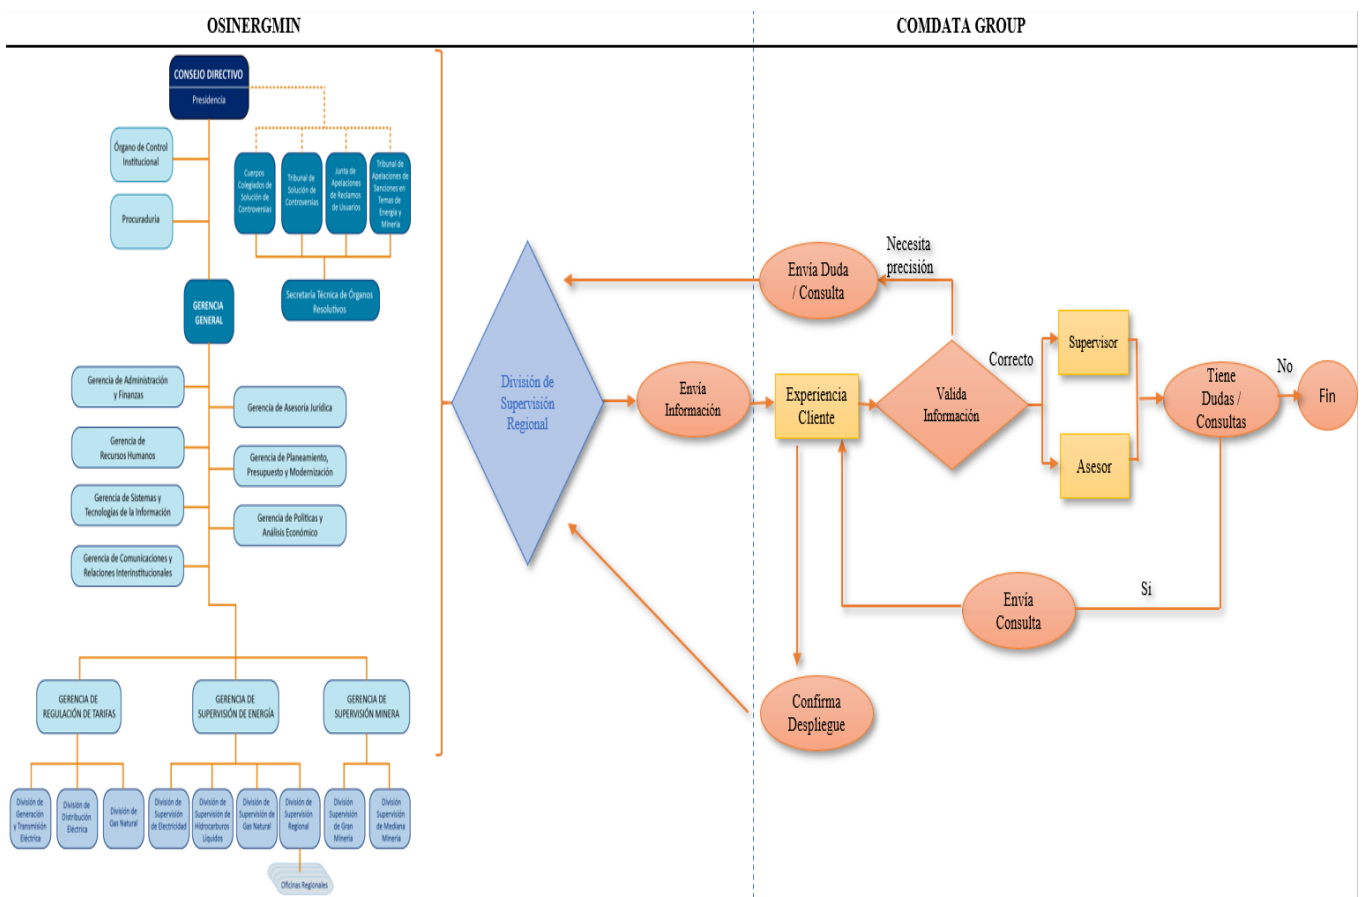 OSINERGMIN
COMDATA GROUP
CONSEJO DIRECTIVO
Presidencia
Órgano de Control
Institucional
Procuraduría
Cuerpos
Colegiados de
Solución de
Controversias
Tribunal de
Solución de
Controversias
Junta de
Apelaciones
de Reclamos
de Usuarios
Tribunal de
Apelaciones de
Sanciones en
Temas de
Energía y
Minería
Secretaría Técnica de Órganos
Resolutivos
GERENCIA
GENERAL
Gerencia de Administración
y Finanzas
Gerencia de Asesoría Jurídica
Gerencia de
Recursos Humanos
Gerencia de Planeamiento,
Presupuesto y Modernización
Gerencia de Sistemas y
Tecnologías de la Información
Gerencia de Políticas y
Análisis Económico
Gerencia de Comunicaciones y
Relaciones Interinstitucionales
GERENCIA DE
REGULACIÓN DE TARIFAS
GERENCIA DE
SUPERVISIÓN DE ENERGÍA
GERENCIA DE
SUPERVISIÓN MINERA
División de
Generación
y Transmisión
Eléctrica
División de
Distribución
Eléctrica
División de
Gas Natural
División de
Supervisión
de Electricidad
División de
Supervisión de
Hidrocarburos
Líquidos
División de
Supervisión de
Gas Natural
División de
Supervisión
Regional
División
Supervisión
de Gran
Minería
División
Supervisión
de Mediana
Minería
Oficinas Regionales
División de
Supervisión
Regional
Envía
Información
Envía Duda
/ Consulta
Necesita
precisión
Experiencia
Cliente
Valida
Información
Correcto
Supervisor
Asesor
Tiene
Dudas /
Consultas
No
Fin
Si
Envía
Consulta
Confirma
Despliegue